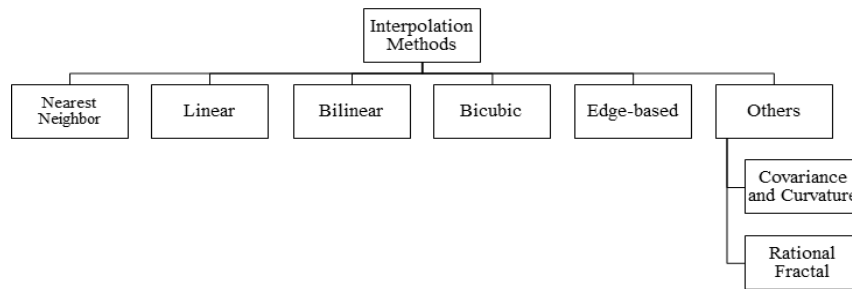 Interpolation
Methods
Nearest
Neighbor
Linear
Bilinear
Bicubic
Edge-based
Others
Covariance
and Curvature
Rational
Fractal